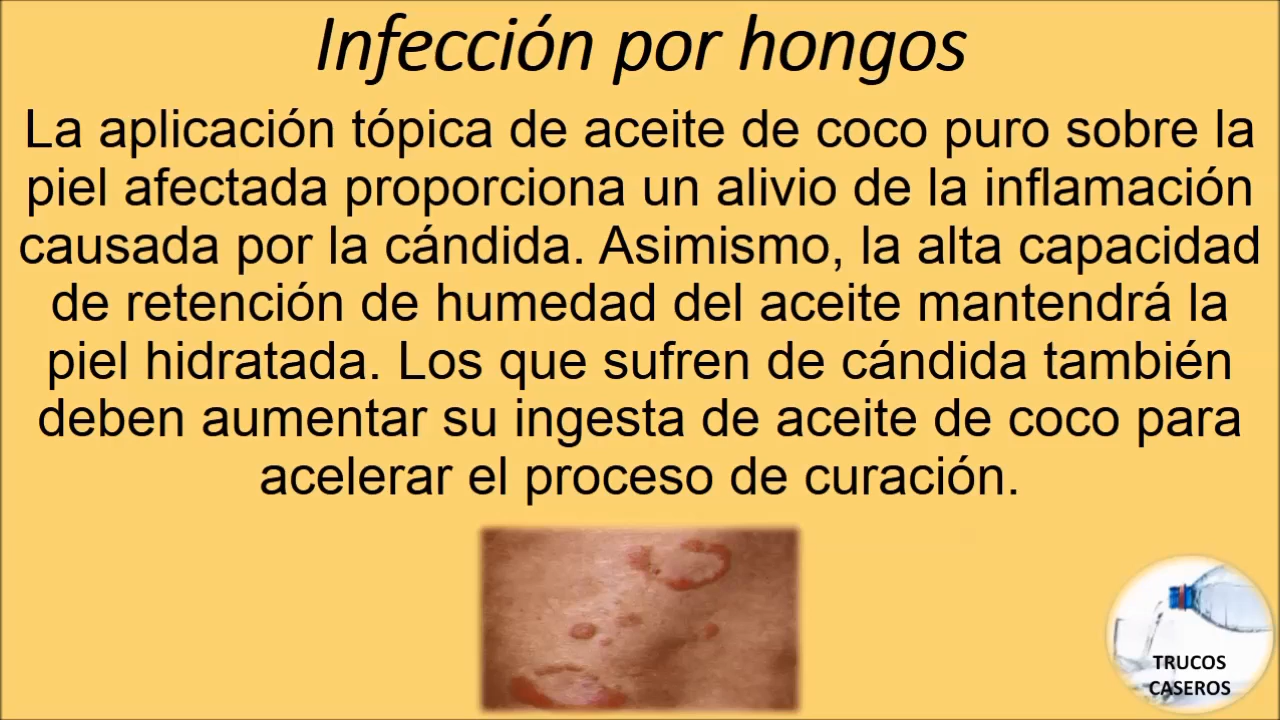 Infección por hongos
La aplicación tópica de aceite de coco puro sobre la
piel afectada proporciona un alivio de la inflamación
causada por la cándida. Asimismo, la alta capacidad
de retención de humedad del aceite mantendrá la
piel hidratada. Los que sufren de cándida también
deben aumentar su ingesta de aceite de coco para
acelerar el proceso de curación.
TRUCOS
CASEROS